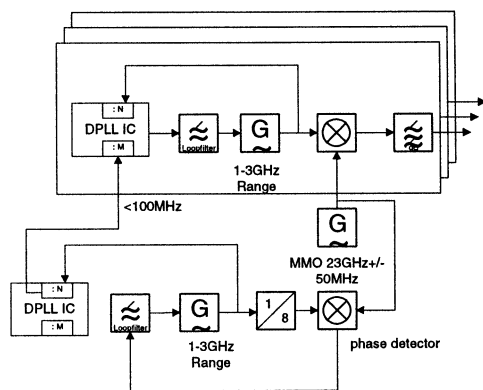 : N
DPLL IC
: M
Loopfilter
G
1-3GHz
Range
<100MHz
G
MMO 23GHz+/-
50MHz
: N
DPLL IC
: M
Loopfilter
G
1-3GHz
Range
1
8
phase detector